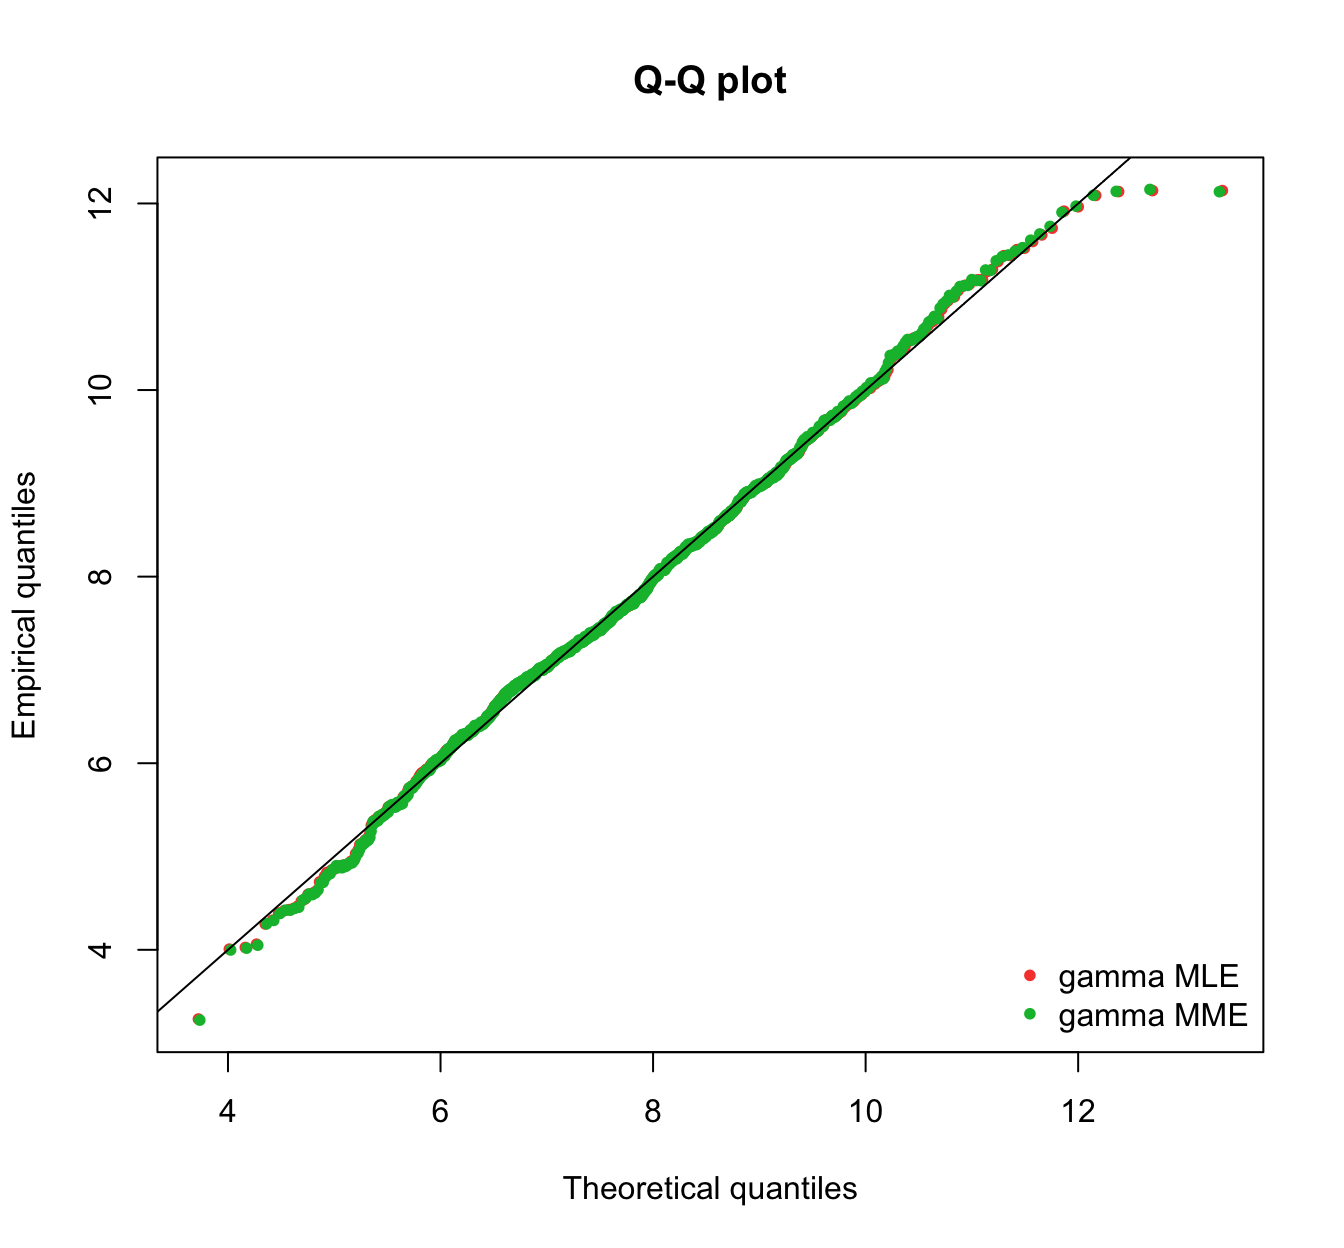 Q-Q plot
12
10
8
6
4
Empirical quantiles
gamma MLE
gamma MME
4 6 8 10 12
Theoretical quantiles